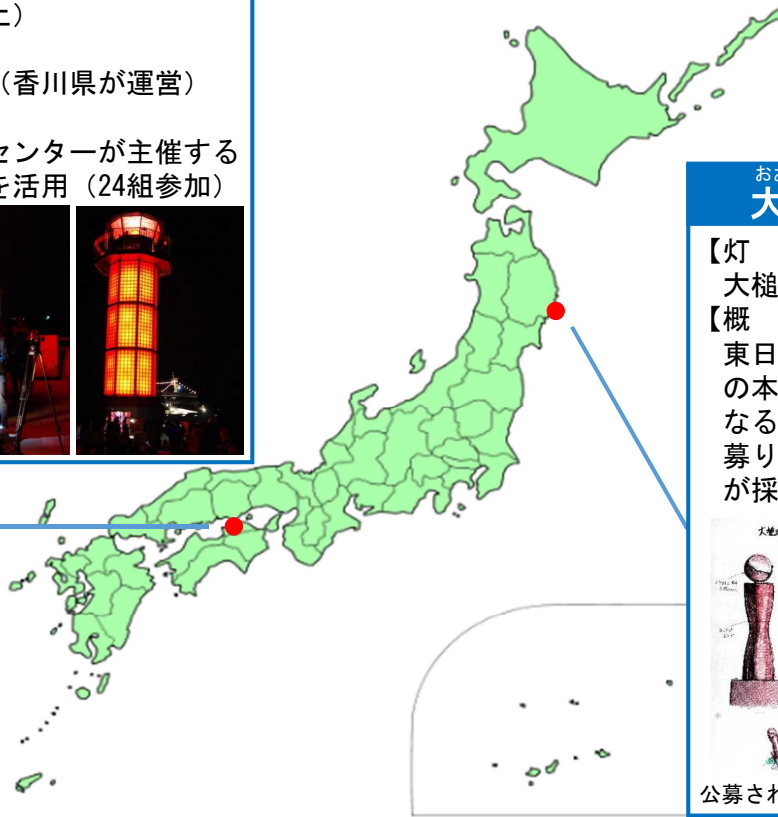 （香川県が運営）
センターが主催する
を活用（24組参加）
おお
大
【灯
大槌
【概
東日
の本
なる
募り
が採
大槌
公募され